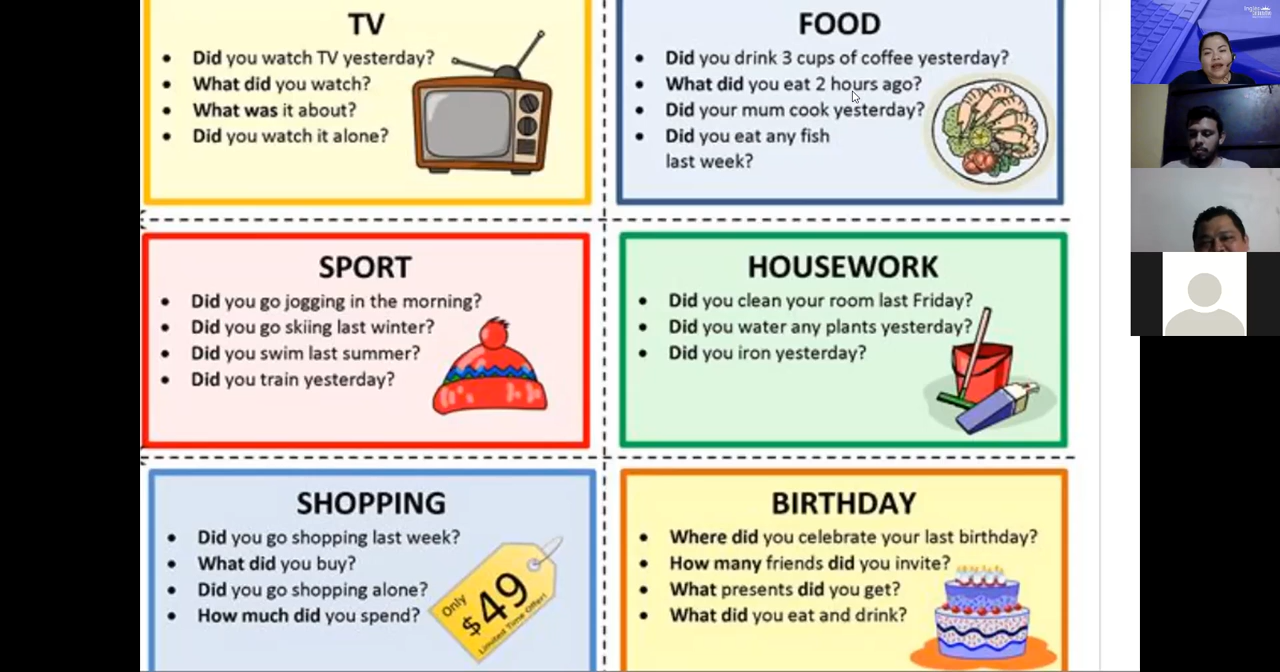 TV
Did you watch TV yesterday?
What did you watch?
What was it about?
Did you watch it alone?
FOOD
Did you drink 3 cups of coffee yesterday?
What did you eat 2 hours ago?
Did your mum cook yesterday?
Did you eat any fish
last week?
SPORT
Did you go jogging in the morning?
Did you go skiing last winter?
Did you swim last summer?
Did you train yesterday?
HOUSEWORK
Did you clean your room last Friday?
Did you water any plants yesterday?
Did you iron yesterday?
SHOPPING
Did you go shopping last week?
What did you buy?
Did you go shopping alone?
How much did you spend?
Only
$49
Limited Time Offer!
BIRTHDAY
Where did you celebrate your last birthday?
How many friends did you invite?
What presents did you get?
What did you eat and drink?